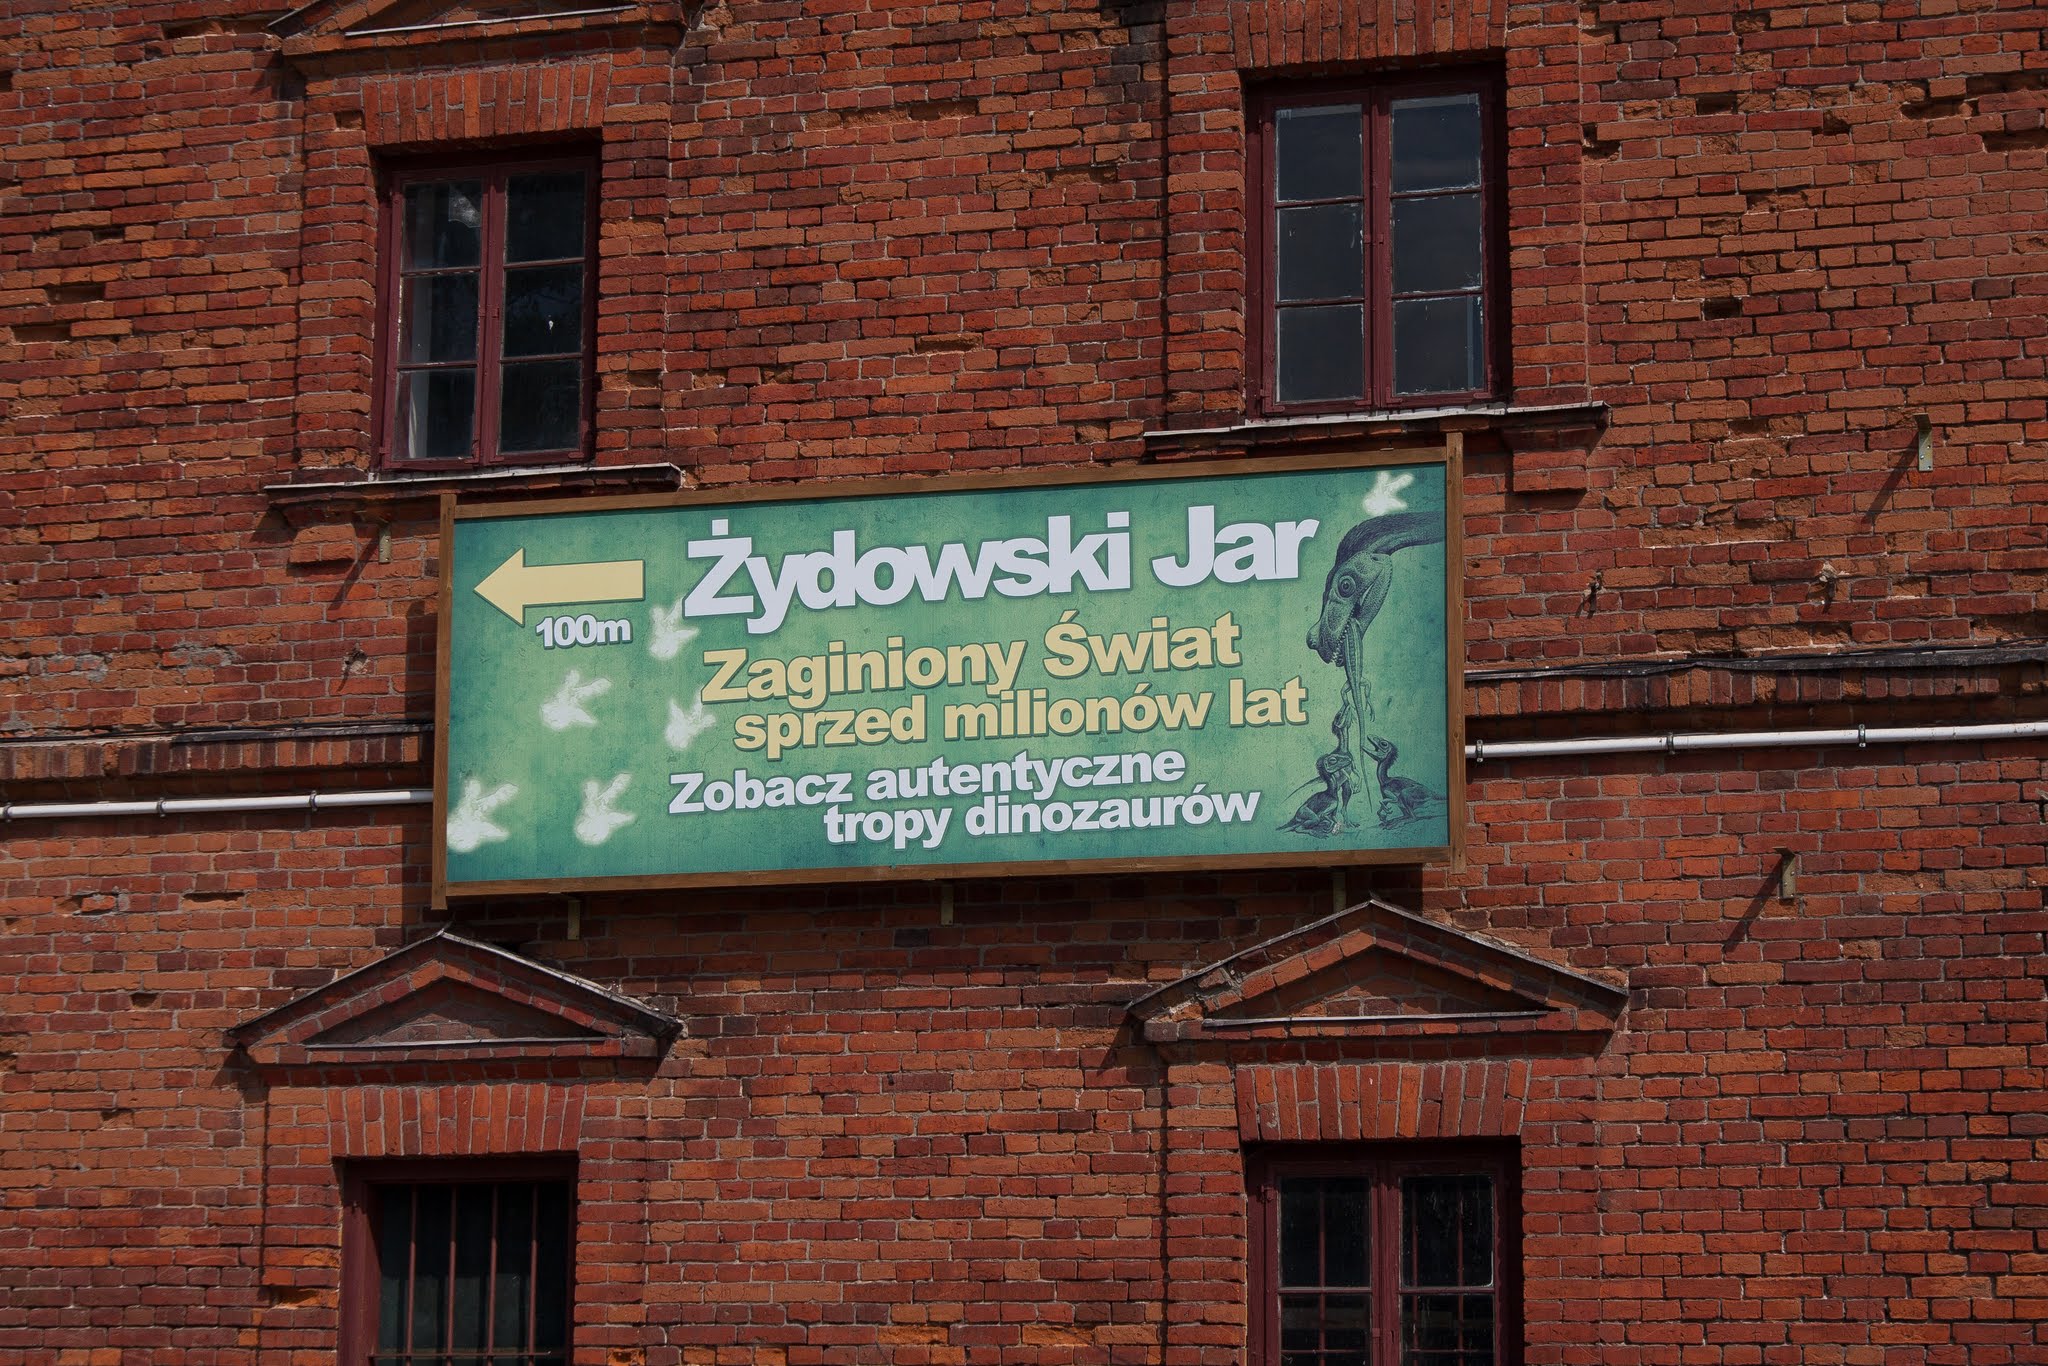 Żydowski Jar
100m
Zaginiony Świat
sprzed milionów lat
Zobacz autentyczne
tropy dinozaurów